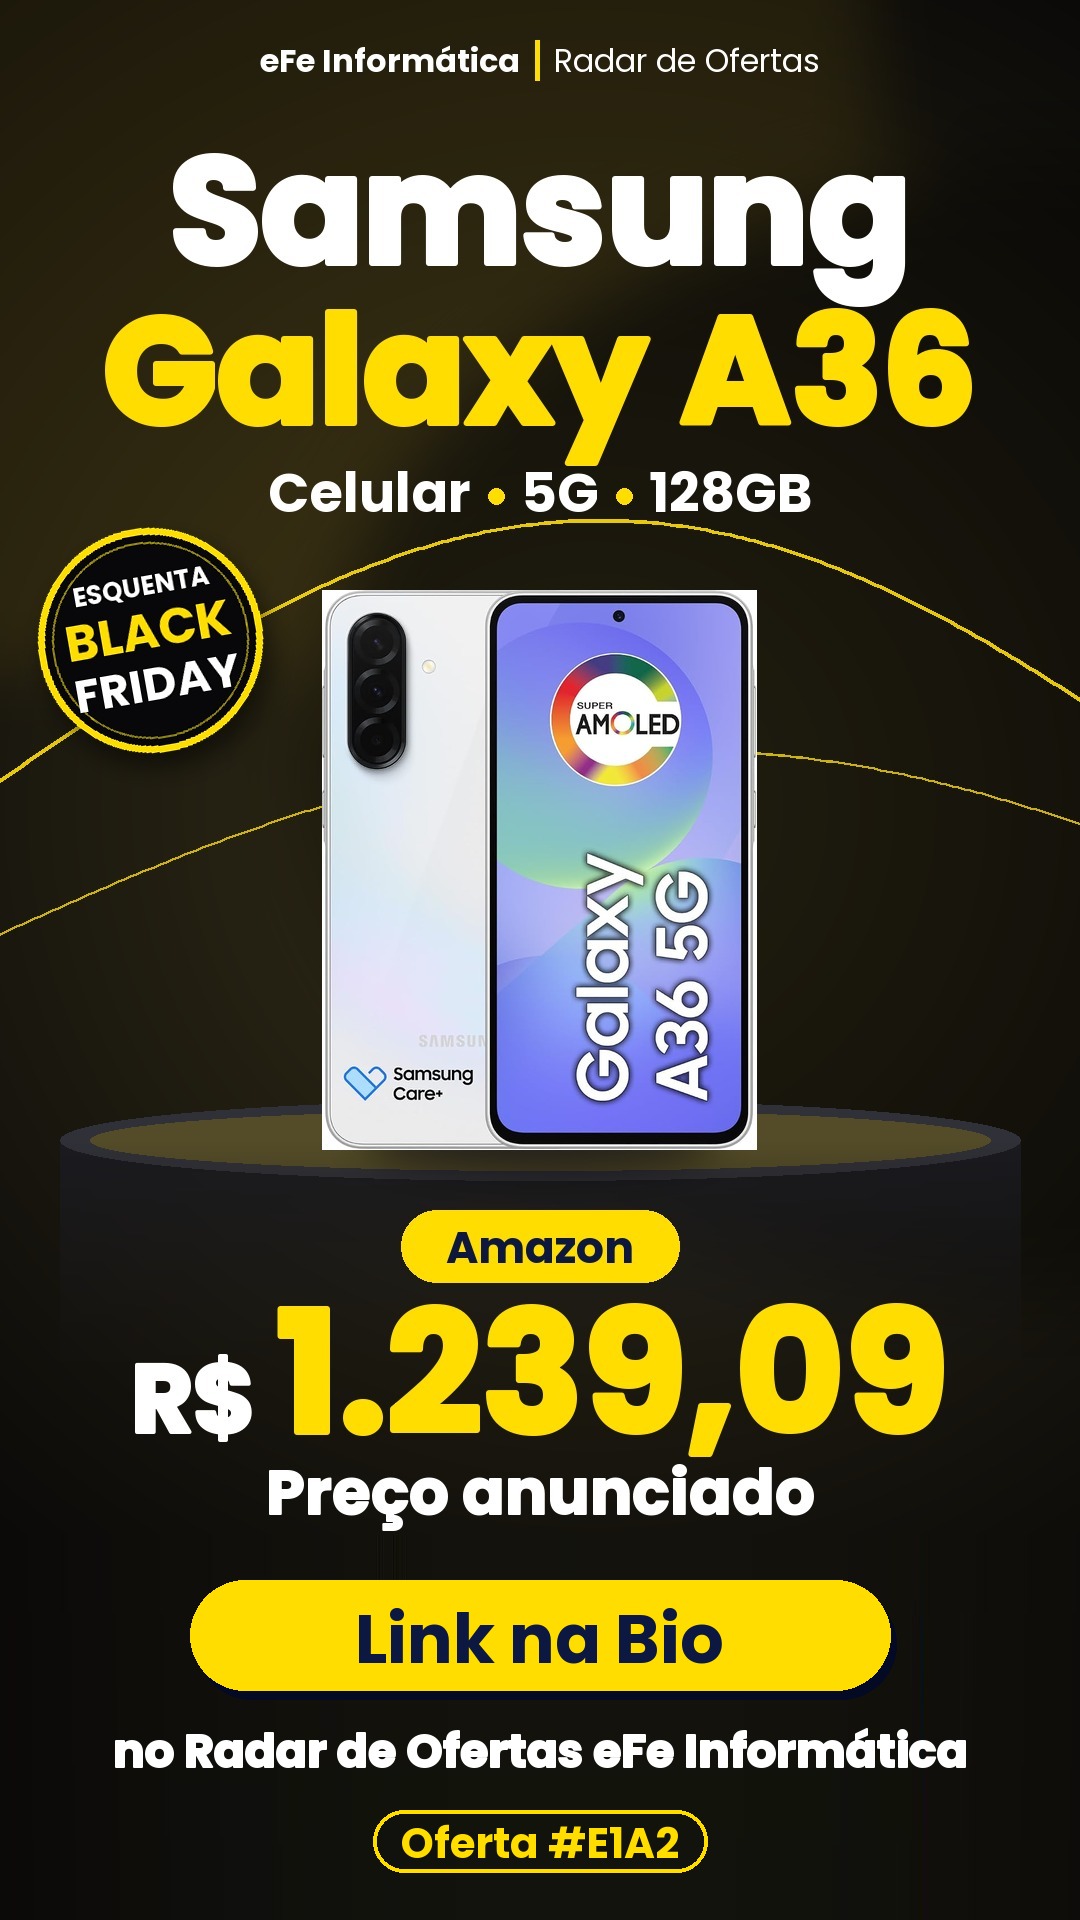 eFe Informática | Radar de Ofertas
Samsung
Galaxy A36
Celular • 5G • 128GB
ESQUENTA
BLACK
FRIDAY
SUPER
AMOLED
Galaxy
A36 5G
SAMSUN
Samsung
Care+
Amazon
R$ 1.239,09
Preço anunciado
Link na Bio
no Radar de Ofertas eFe Informática
Oferta #E1A2